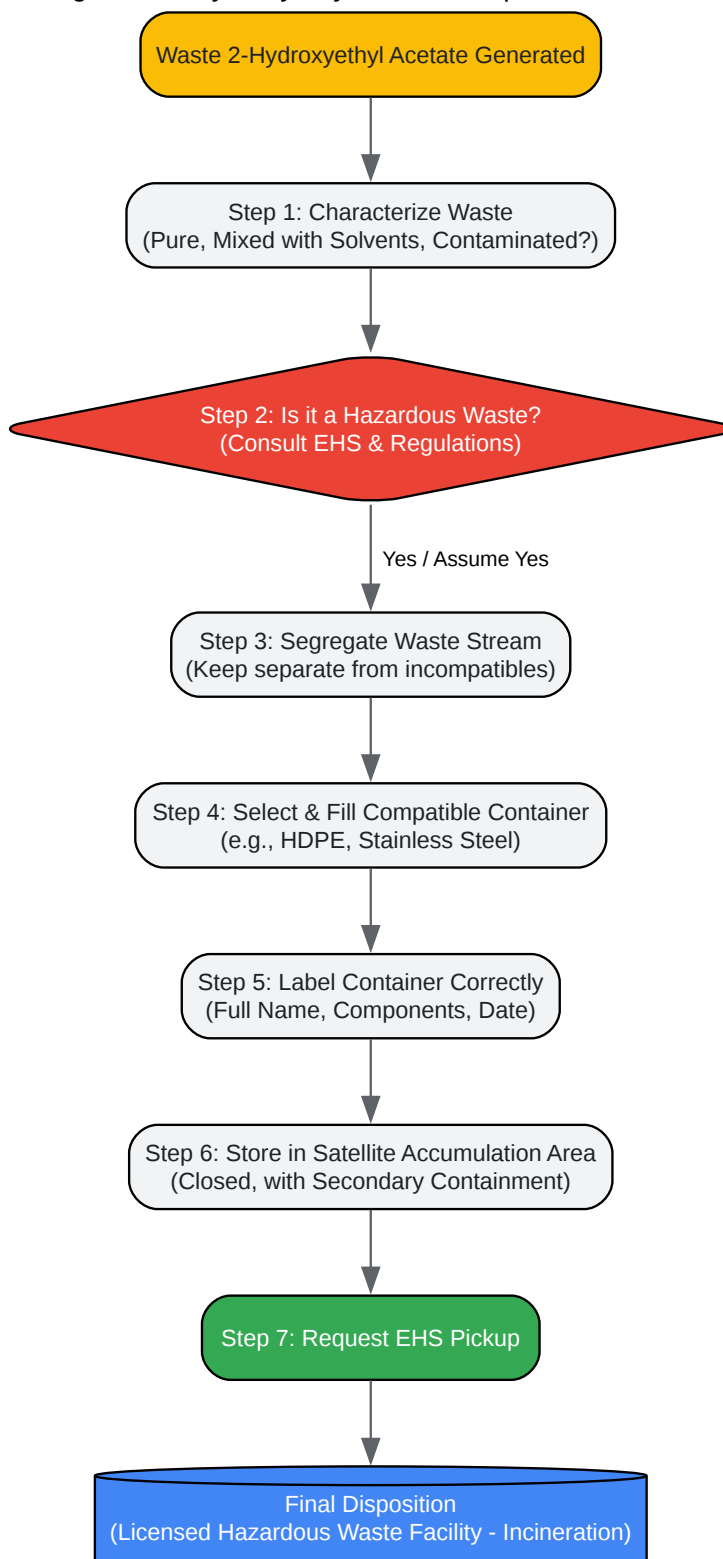 Waste 2-Hydroxyethyl Acetate Generated
Step 1: Characterize Waste
(Pure, Mixed with Solvents, Contaminated?)
Step 2: Is it a Hazardous Waste?
(Consult EHS & Regulations)
Yes / Assume Yes
Step 3: Segregate Waste Stream
(Keep separate from incompatibles)
Step 4: Select & Fill Compatible Container
(e.g., HDPE, Stainless Steel)
Step 5: Label Container Correctly
(Full Name, Components, Date)
Step 6: Store in Satellite Accumulation Area
(Closed, with Secondary Containment)
Step 7: Request EHS Pickup
Final Disposition
(Licensed Hazardous Waste Facility - Incineration)